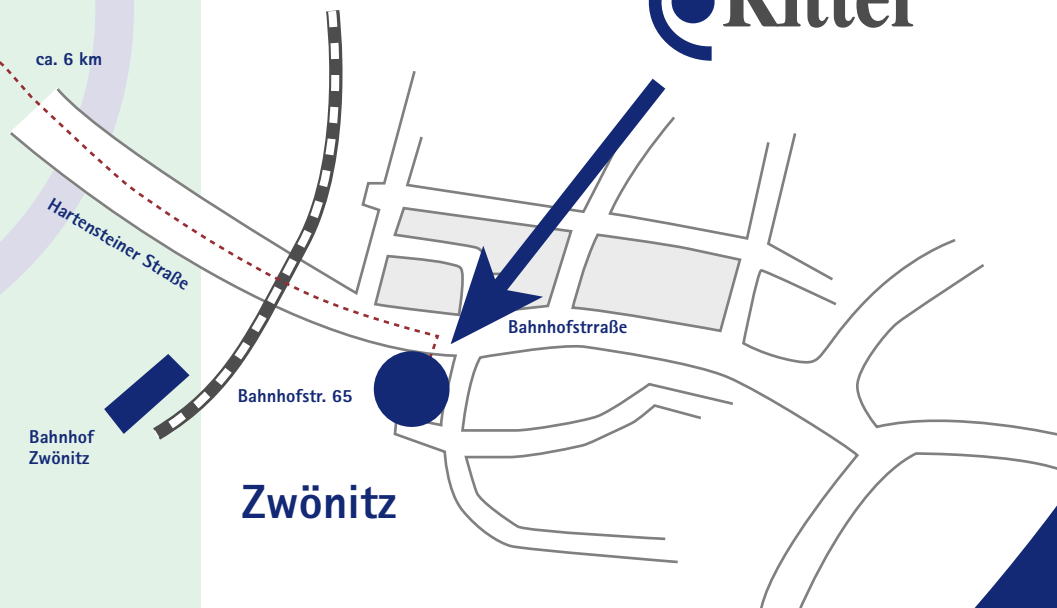 Ritter
ca. 6 km
Hartensteiner Straße
Bahnhofstrraße
Bahnhofstr. 65
Bahnhof
Zwönitz
Zwönitz